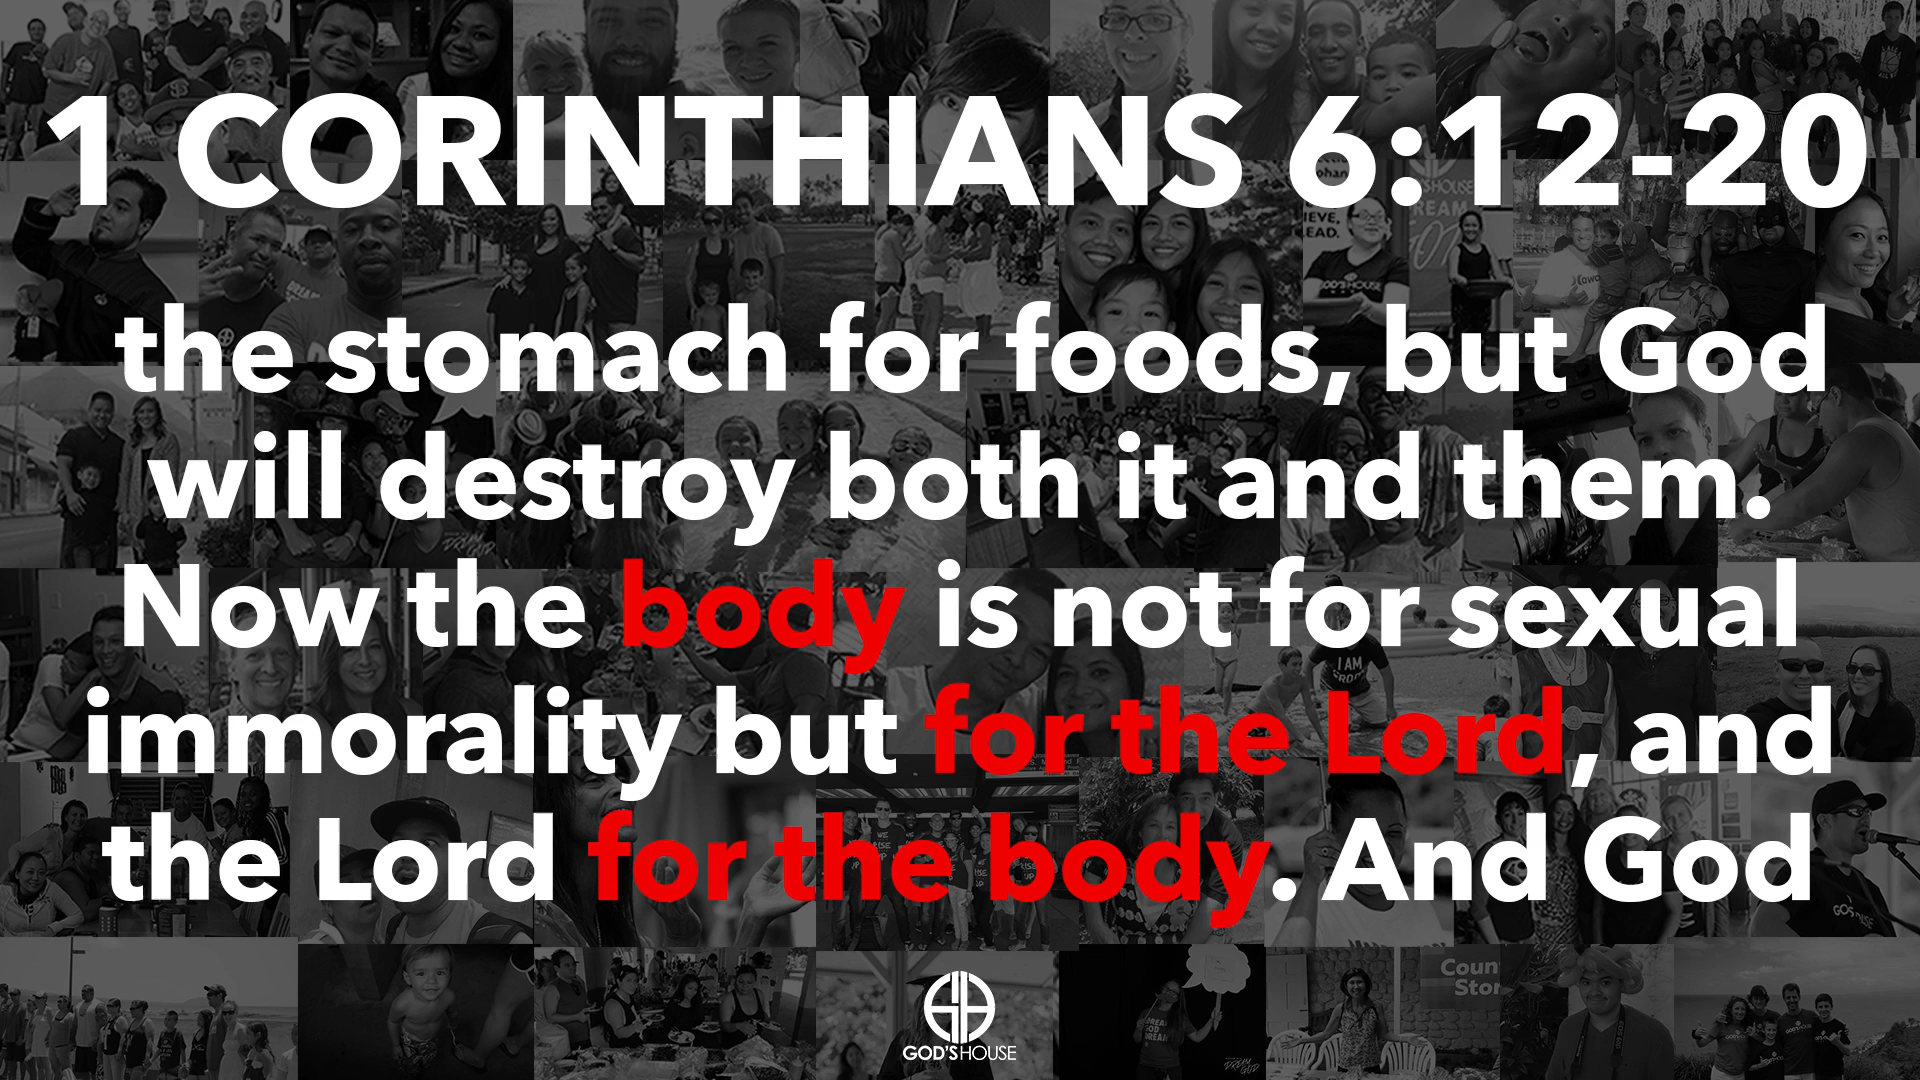 1 CORINTHIANS 6:12-20
the stomach for foods, but God
will destroy both it and them.
Now the body is not for sexual
immorality but for the Lord, and
the Lord for the body. And God
GOD'S HOUSE